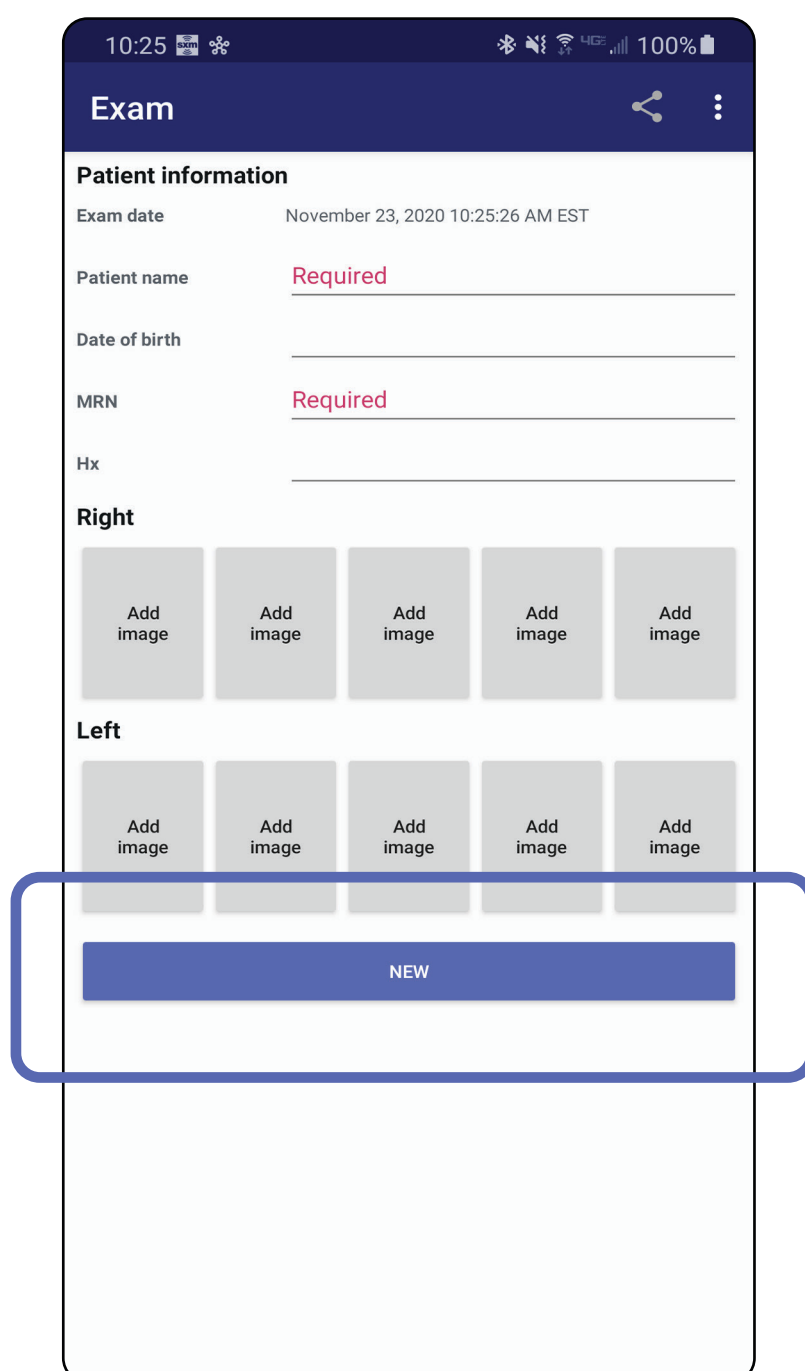 10:25 sxm 4GE 100%
Exam
Patient information
Exam date November 23, 2020 10:25:26 AM EST
Patient name Required
Date of birth
MRN Required
Hx
Right
Add image Add image Add image Add image Add image
Left
Add image Add image Add image Add image Add image
NEW